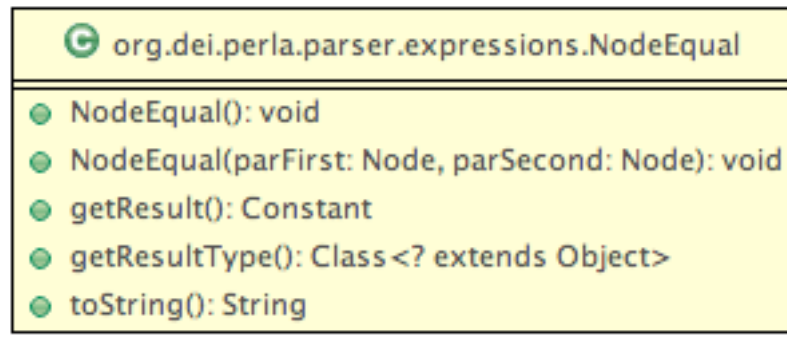 C org.dei.perla.parser.expressions.NodeEqual
NodeEqual(): void
NodeEqual(parFirst: Node, parSecond: Node): void
getResult(): Constant
getResultType(): Class<? extends Object>
toString(): String